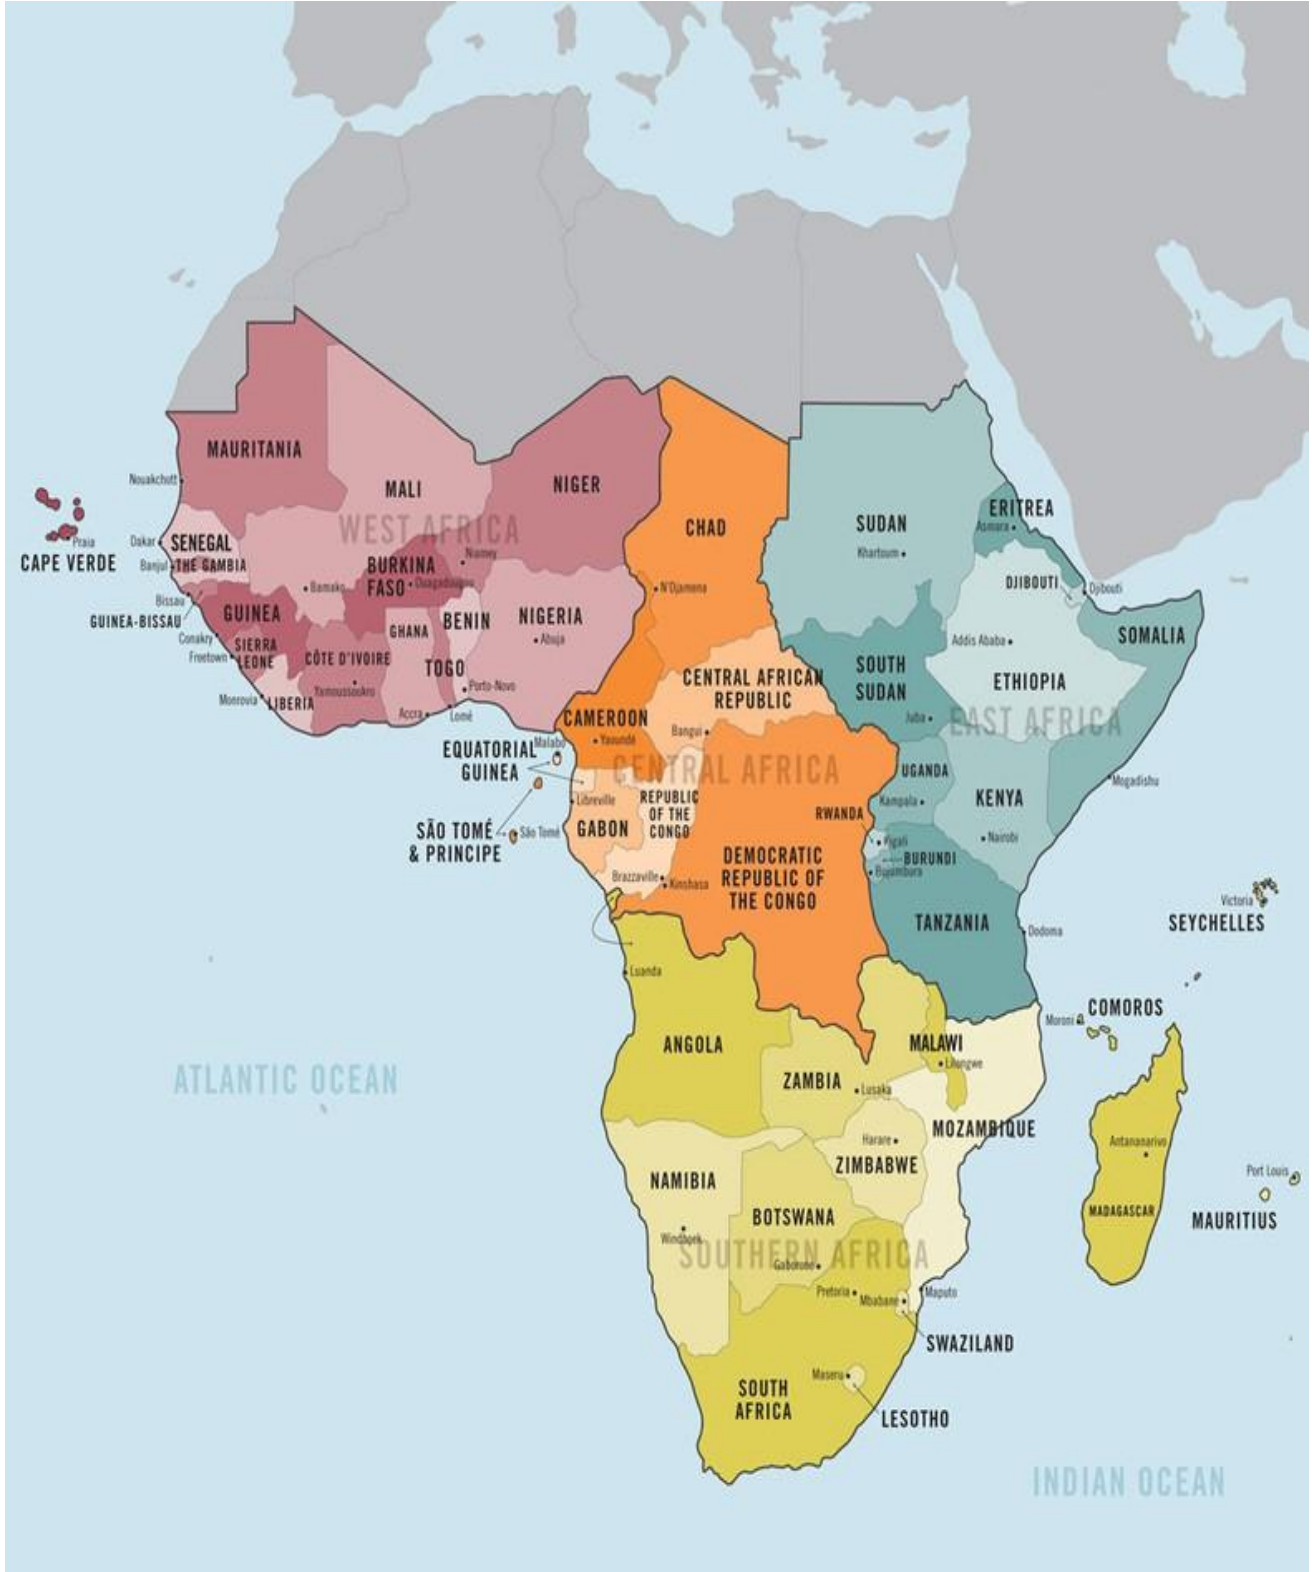 MAURITANIA
Nouakchott
MALI
NIGER
CHAD
SUDAN
ERITREA
Asmara
WEST AFRICA
Khartoum
Praia
CAPE VERDE
Dakar
SENEGAL
Banjul
THE GAMBIA
BURKINA
FASO
Ouagadougou
Niamey
Bamako
N'Djamena
DJIBOUTI
Djibouti
Bissau
GUINEA-BISSAU
GUINEA
Conakry
SIERRA
LEONE
Freetown
CÔTE D'IVOIRE
Yamoussoukro
GHANA
BENIN
NIGERIA
Abuja
TOGO
Porto-Novo
Monrovia
LIBERIA
Accra
Lomé
Addis Ababa
SOMALIA
ETHIOPIA
SOUTH
SUDAN
Juba
EAST AFRICA
CENTRAL AFRICAN
REPUBLIC
Bangui
CAMEROON
Yaoundé
EQUATORIAL
GUINEA
Malabo
CENTRAL AFRICA
UGANDA
Kampala
KENYA
Nairobi
Mogadishu
Libreville
GABON
REPUBLIC
OF THE
CONGO
RWANDA
Kigali
BURUNDI
Bujumbura
SÃO TOMÉ
& PRINCIPE
São Tomé
DEMOCRATIC
REPUBLIC OF
THE CONGO
Brazzaville
Kinshasa
TANZANIA
Dodoma
Victoria
SEYCHELLES
Luanda
ANGOLA
Moroni
COMOROS
MALAWI
Lilongwe
ZAMBIA
Lusaka
ATLANTIC OCEAN
MOZAMBIQUE
Harare
ZIMBABWE
Antananarivo
MADAGASCAR
Port Louis
MAURITIUS
NAMIBIA
Windhoek
BOTSWANA
SOUTHERN AFRICA
Gaborone
Pretoria
Mbabane
Maputo
SWAZILAND
Maseru
SOUTH
AFRICA
LESOTHO
INDIAN OCEAN